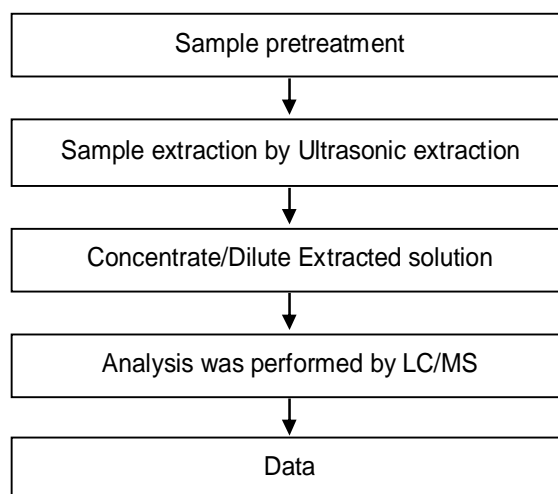 Sample pretreatment
Sample extraction by Ultrasonic extraction
Concentrate/Dilute Extracted solution
Analysis was performed by LC/MS
Data